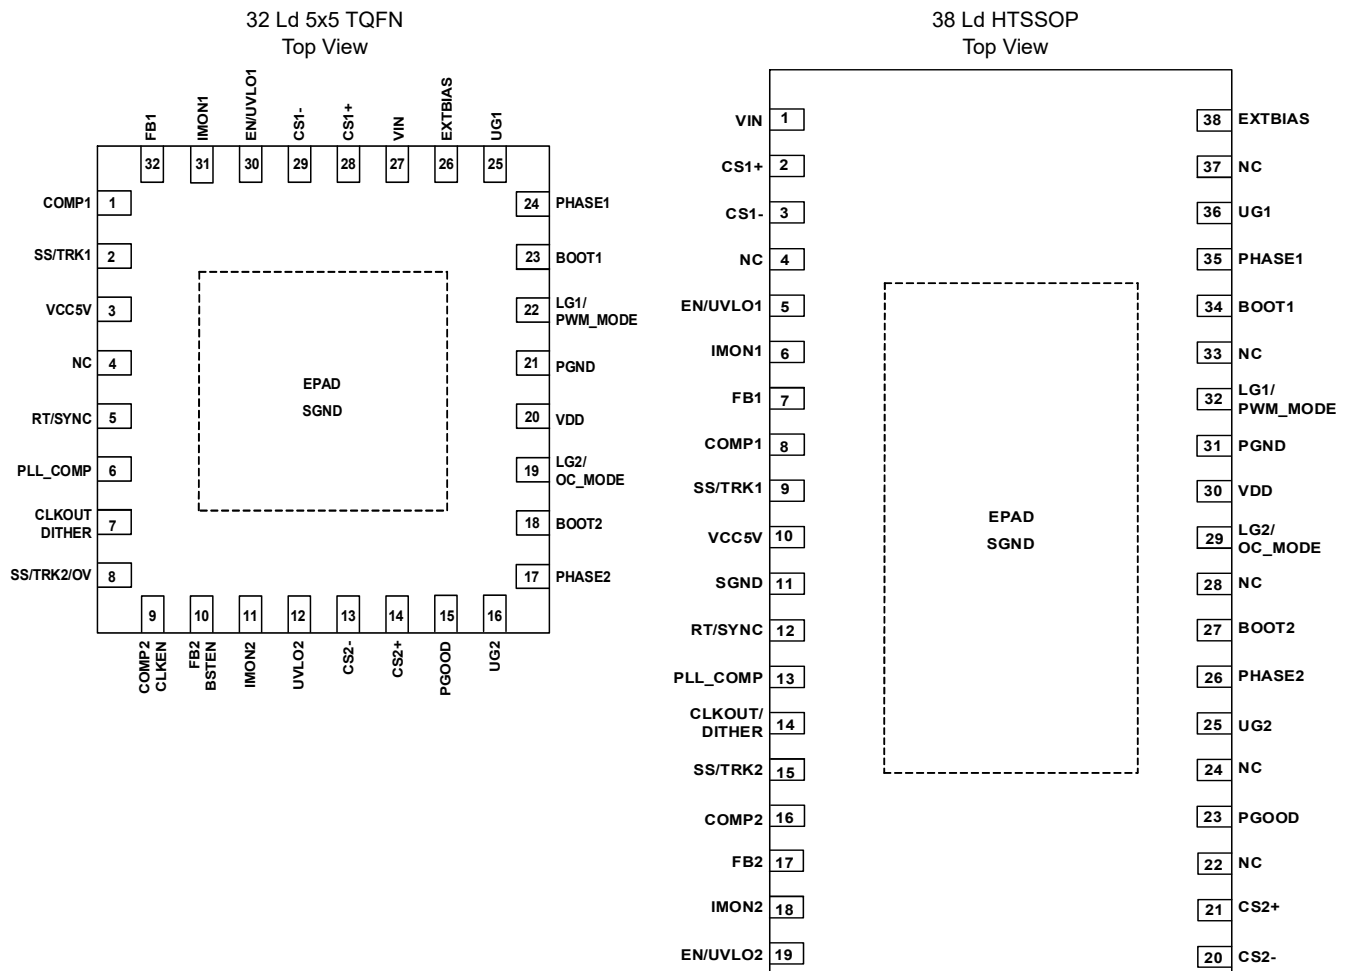 32 Ld 5x5 TQFN
Top View
FB1
IMON1
EN/UVLO1
CS1-
CS1+
VIN
EXTBIAS
UG1
32
31
30
29
28
27
26
25
COMP1
1
SS/TRK1
2
VCC5V
3
NC
4
RT/SYNC
5
PLL_COMP
6
CLKOUT
DITHER
7
SS/TRK2/OV
8
EPAD
SGND
24
PHASE1
23
BOOT1
22
LG1/
PWM_MODE
21
PGND
20
VDD
19
LG2/
OC_MODE
18
BOOT2
17
PHASE2
9
10
11
12
13
14
15
16
COMP2
CLKEN
FB2
BSTEN
IMON2
UVLO2
CS2-
CS2+
PGOOD
UG2
38 Ld HTSSOP
Top View
VIN
1
CS1+
2
CS1-
3
NC
4
EN/UVLO1
5
IMON1
6
FB1
7
COMP1
8
SS/TRK1
9
VCC5V
10
SGND
11
RT/SYNC
12
PLL_COMP
13
CLKOUT/
DITHER
14
SS/TRK2
15
COMP2
16
FB2
17
IMON2
18
EN/UVLO2
19
EPAD
SGND
38
EXTBIAS
37
NC
36
UG1
35
PHASE1
34
BOOT1
33
NC
32
LG1/
PWM_MODE
31
PGND
30
VDD
29
LG2/
OC_MODE
28
NC
27
BOOT2
26
PHASE2
25
UG2
24
NC
23
PGOOD
22
NC
21
CS2+
20
CS2-